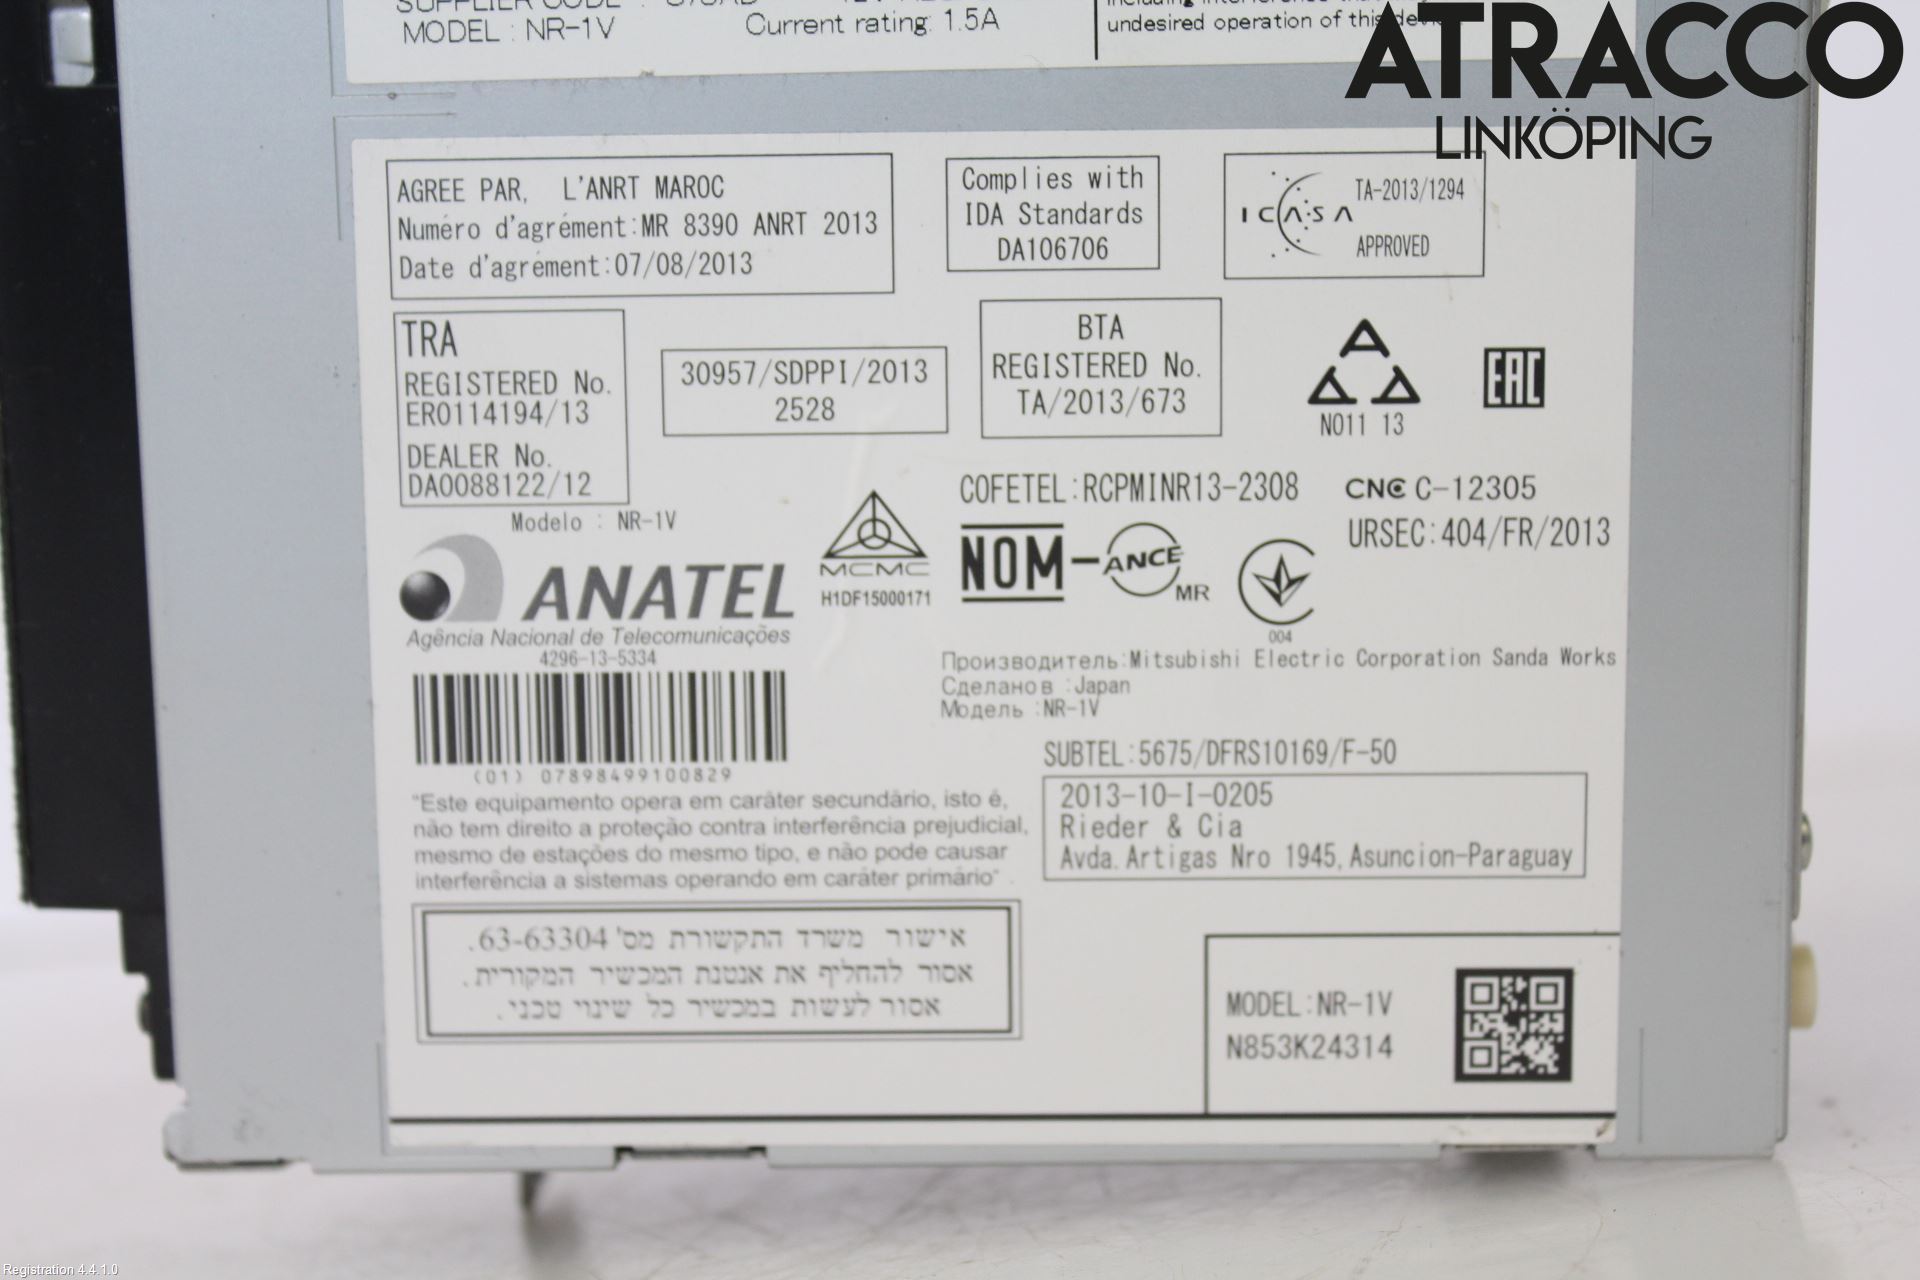 MODEL : NR-1V
Current rating: 1.5A
undesired operation of this
ATRACCO
LINKÖPING
AGREE PAR, L'ANRT MAROC
Numéro d'agrément:MR 8390 ANRT 2013
Date d'agrément:07/08/2013
Complies with
IDA Standards
DA106706
ICASA
TA-2013/1294
APPROVED
TRA
REGISTERED No.
ER0114194/13
DEALER No.
DA0088122/12
30957/SDPPI/2013
2528
BTA
REGISTERED No.
TA/2013/673
N011 13
EAC
Modelo : NR-1V
ANATEL
Agência Nacional de Telecomunicações
4296-13-5334
(01) 07898499100829
MCMC
H1DF15000171
COFETEL:RCPMINR13-2308
CNC C-12305
URSEC:404/FR/2013
NOM-ANCE
MR
004
Производитель:Mitsubishi Electric Corporation Sanda Works
Сделано в :Japan
Модель :NR-1V
SUBTEL:5675/DFRS10169/F-50
2013-10-I-0205
Rieder & Cia
Avda. Artigas Nro 1945, Asuncion-Paraguay
"Este equipamento opera em caráter secundário, isto é,
não tem direito a proteção contra interferência prejudicial,
mesmo de estações do mesmo tipo, e não pode causar
interferência a sistemas operando em caráter primário".
אישור משרד התקשורת מס' 63-63304.
אסור להחליף את אנטנת המכשיר המקורית.
אסור לעשות במכשיר כל שינוי טכני.
MODEL:NR-1V
N853K24314
Registration 4.4.1.0